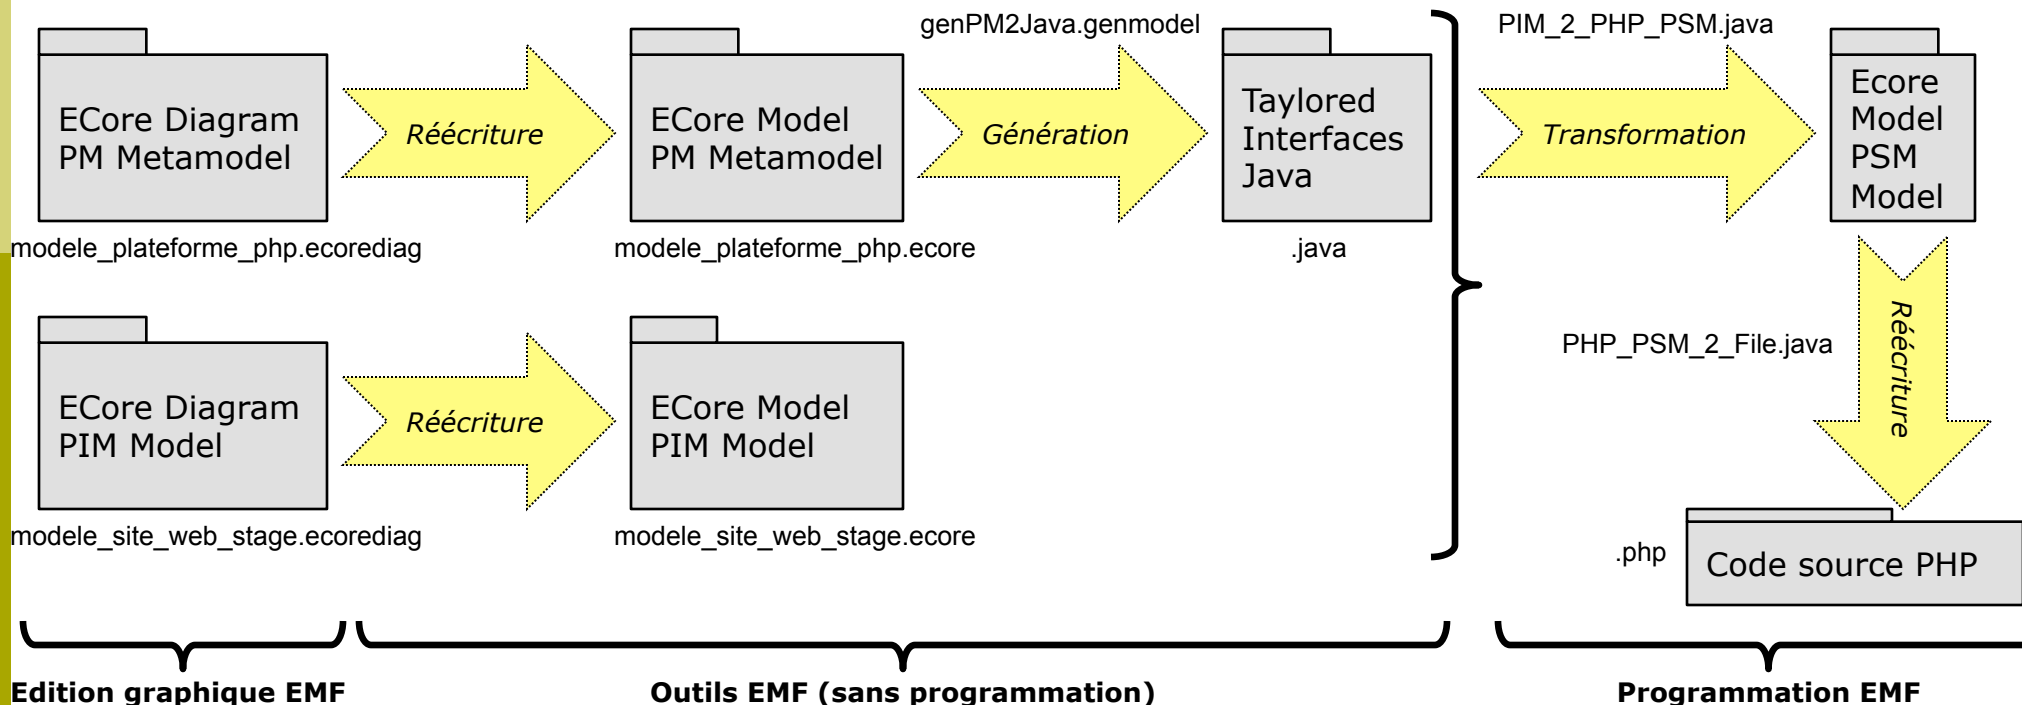 genPM2Java.genmodel
PIM_2_PHP_PSM.java
ECore Diagram
PM Metamodel
Réécriture
ECore Model
PM Metamodel
Génération
Taylored
Interfaces
Java
Transformation
Ecore
Model
PSM
Model
modele_plateforme_php.ecorediag
modele_plateforme_php.ecore
.java
PHP_PSM_2_File.java
Réécriture
ECore Diagram
PIM Model
Réécriture
ECore Model
PIM Model
modele_site_web_stage.ecorediag
modele_site_web_stage.ecore
.php
Code source PHP
Edition graphique EMF
Outils EMF (sans programmation)
Programmation EMF